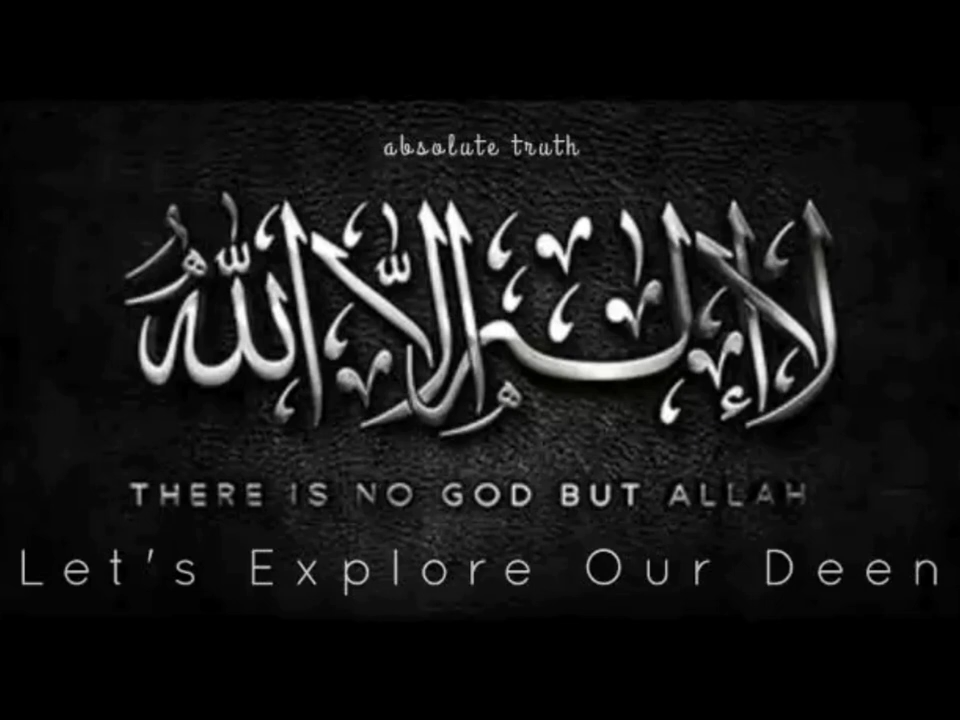 absolute truth
لا إله إلا الله
THERE IS NO GOD BUT ALLAH
Let's Explore Our Deen